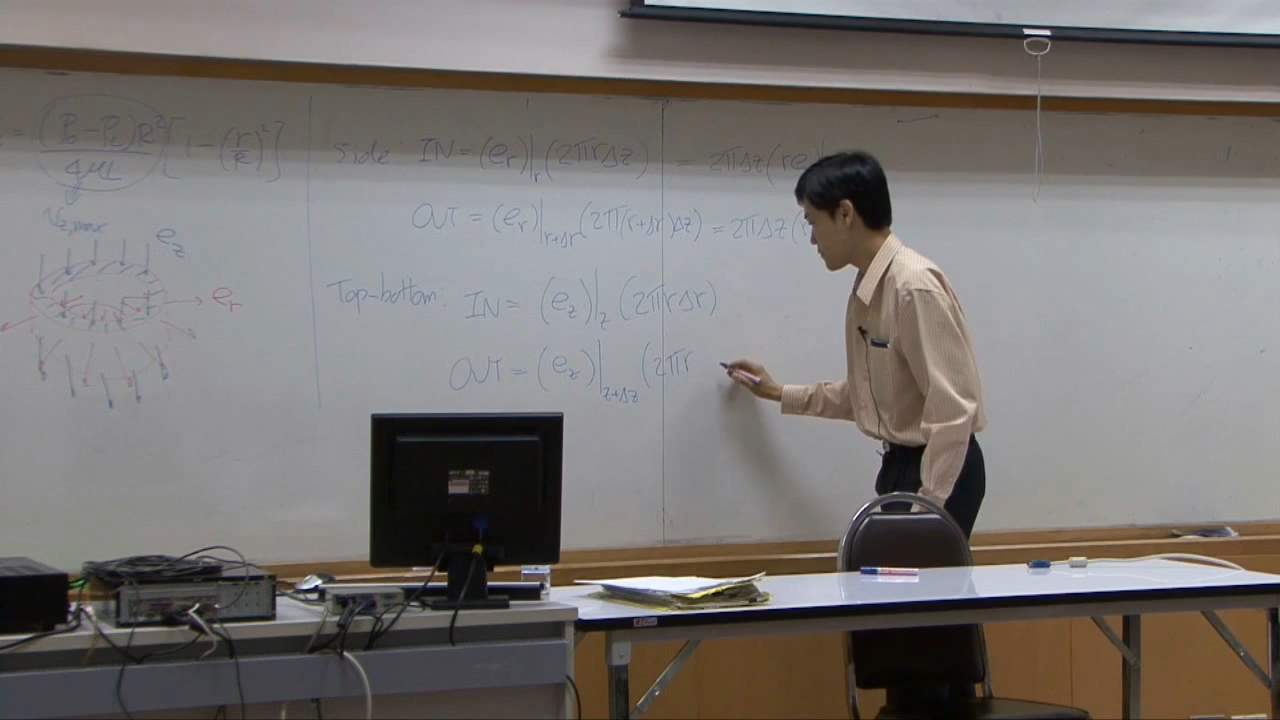 = (P₀-P_L)R²/4μL [1-(r/R)²]
v_z,max
e_z
e_r
Side: IN = (e_r)|_r (2πrΔz) = 2πΔz(re
OUT = (e_r)|_r+Δr (2π(r+Δr)Δz) = 2πΔz(r
Top-bottom: IN = (e_z)|_z (2πrΔr)
OUT = (e_z)|_z+Δz (2πr